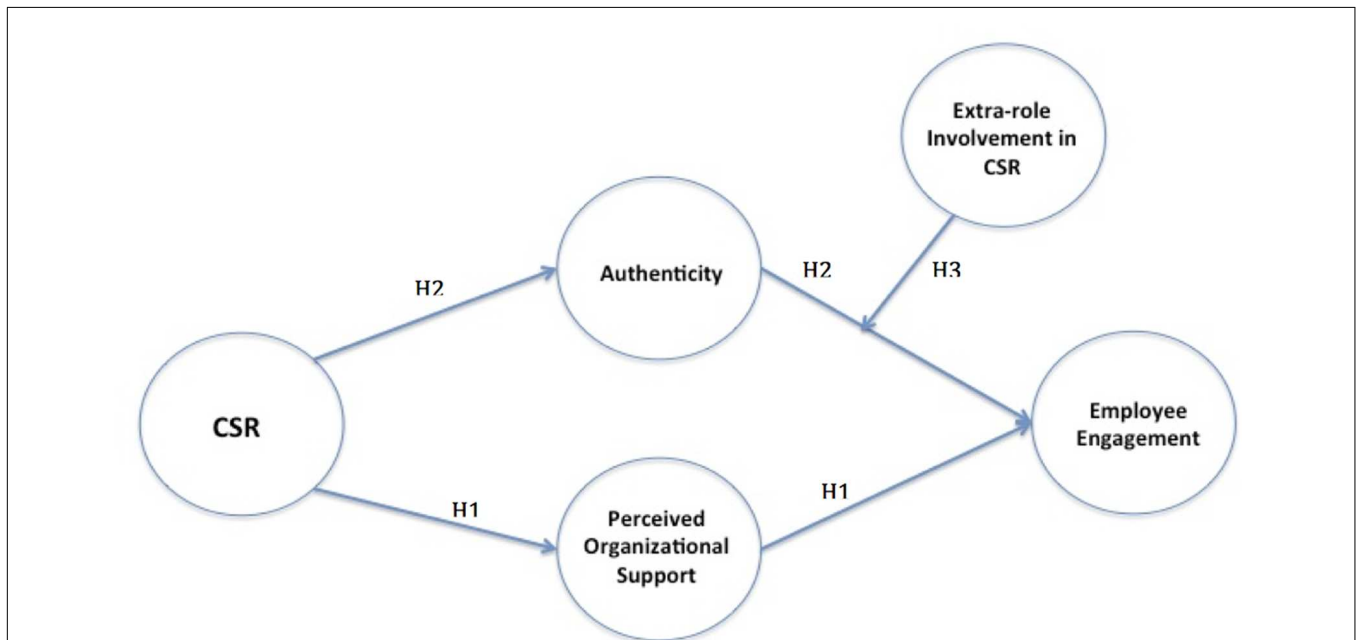 Extra-role
Involvement in
CSR
Authenticity
H2
H3
H2
CSR
Employee
Engagement
H1
H1
Perceived
Organizational
Support